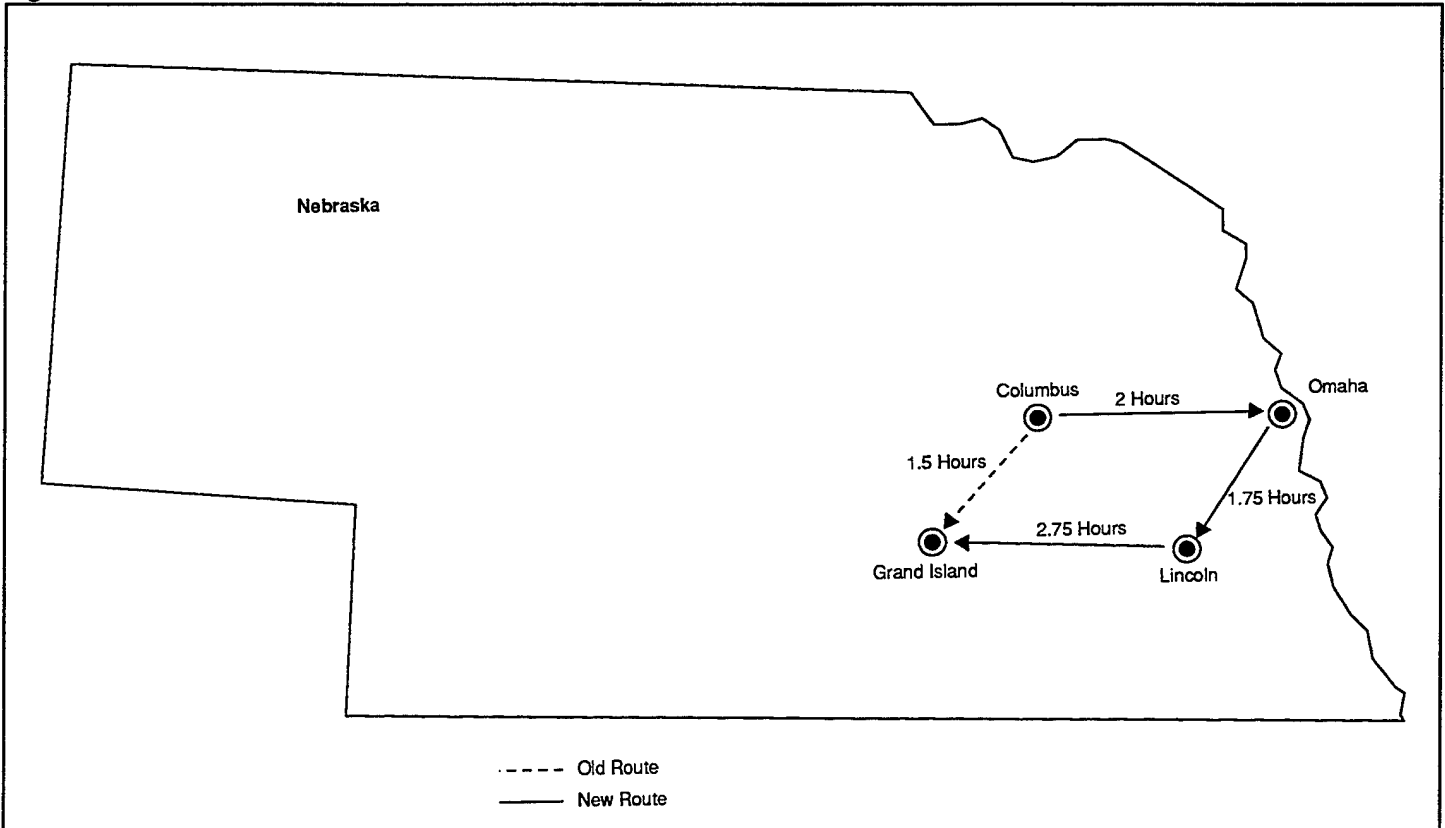 Nebraska
Columbus
2 Hours
Omaha
1.5 Hours
1.75 Hours
2.75 Hours
Grand Island
Lincoln
Old Route
New Route